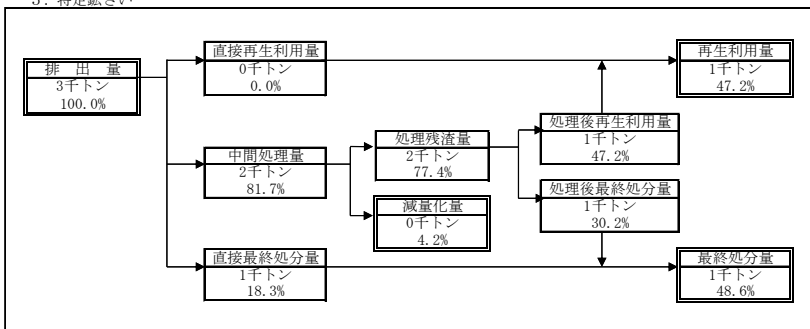 排出量
3千トン
100.0%
直接再生利用量
0千トン
0.0%
再生利用量
1千トン
47.2%
中間処理量
2千トン
81.7%
処理残渣量
2千トン
77.4%
処理後再生利用量
1千トン
47.2%
減量化量
0千トン
4.2%
処理後最終処分量
1千トン
30.2%
直接最終処分量
1千トン
18.3%
最終処分量
1千トン
48.6%